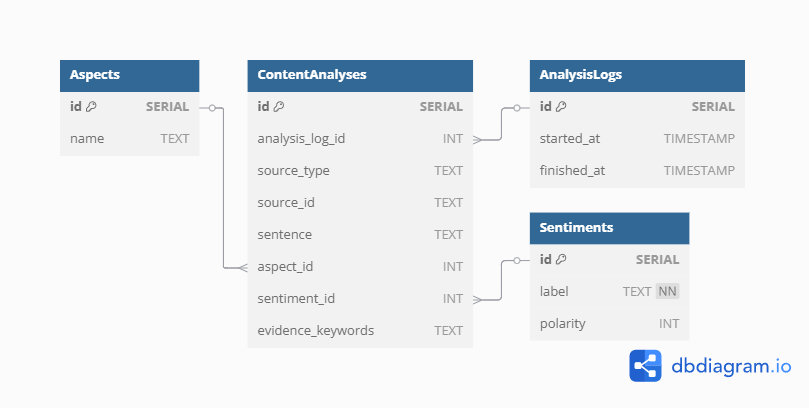 Aspects
id SERIAL
name TEXT
ContentAnalyses
id SERIAL
analysis_log_id INT
source_type TEXT
source_id TEXT
sentence TEXT
aspect_id INT
sentiment_id INT
evidence_keywords TEXT
AnalysisLogs
id SERIAL
started_at TIMESTAMP
finished_at TIMESTAMP
Sentiments
id SERIAL
label TEXT NN
polarity INT
dbdiagram.io